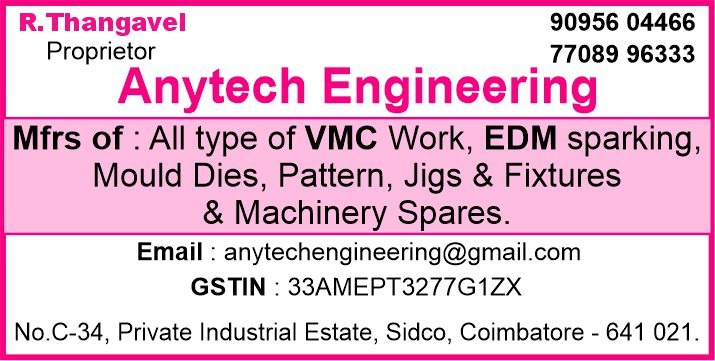 R.Thangavel
Proprietor
90956 04466
77089 96333
Anytech Engineering
Mfrs of : All type of VMC Work, EDM sparking,
Mould Dies, Pattern, Jigs & Fixtures
& Machinery Spares.
Email : anytechengineering@gmail.com
GSTIN : 33AMEPT3277G1ZX
No.C-34, Private Industrial Estate, Sidco, Coimbatore - 641 021.